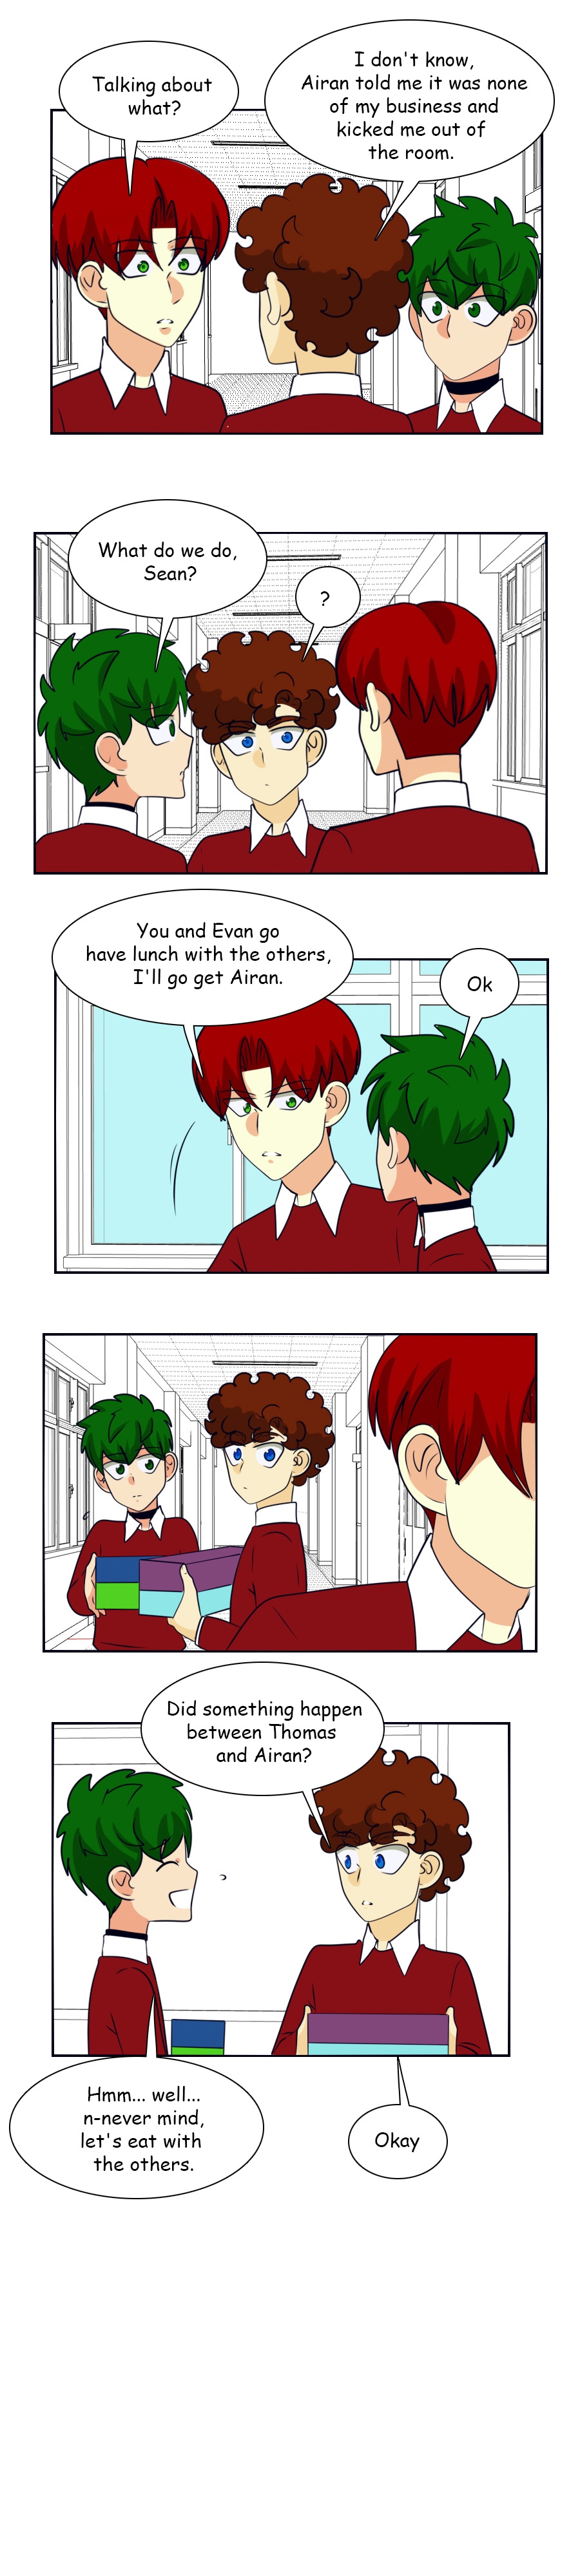 Talking about
what?
I don't know,
Airan told me it was none
of my business and
kicked me out of
the room.
What do we do,
Sean?
?
You and Evan go
have lunch with the others,
I'll go get Airan.
Ok
Did something happen
between Thomas
and Airan?
Hmm... well...
n-never mind,
let's eat with
the others.
Okay